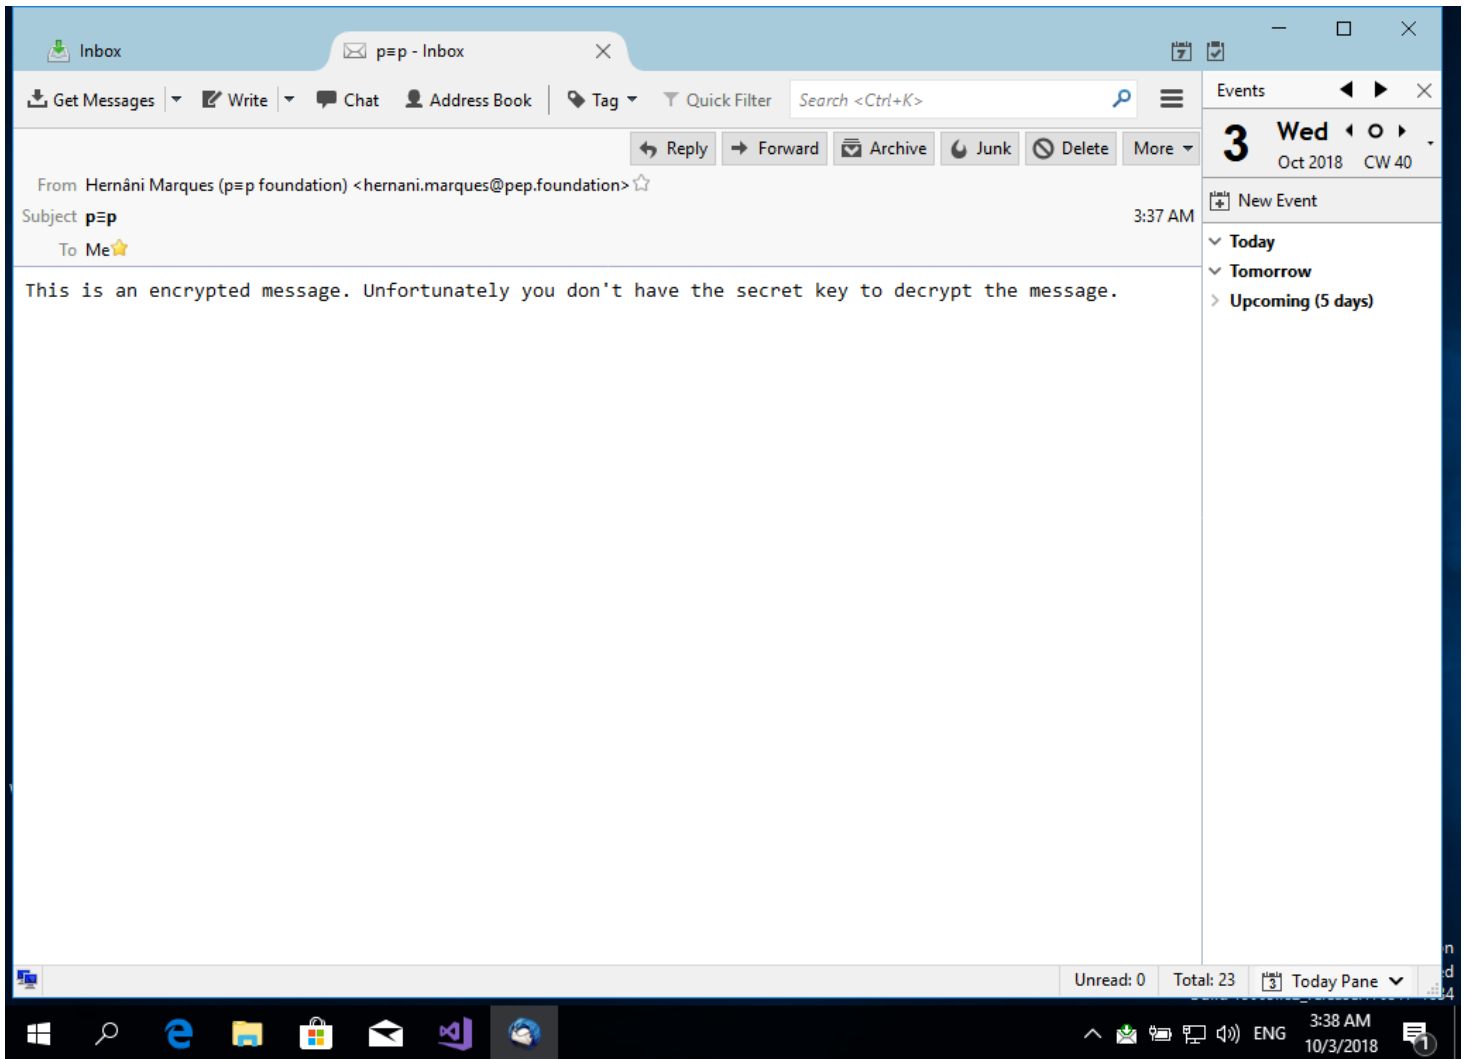 Inbox
p≡p - Inbox
7
Get Messages Write Chat Address Book Tag Quick Filter Search <Ctrl+K>
Events
3 Wed
Oct 2018 CW 40
New Event
Today
Tomorrow
Upcoming (5 days)
Reply Forward Archive Junk Delete More
From Hernâni Marques (p≡p foundation) <hernani.marques@pep.foundation>
Subject p≡p 3:37 AM
To Me
This is an encrypted message. Unfortunately you don't have the secret key to decrypt the message.
Unread: 0 Total: 23 3 Today Pane
ENG 3:38 AM
10/3/2018
1